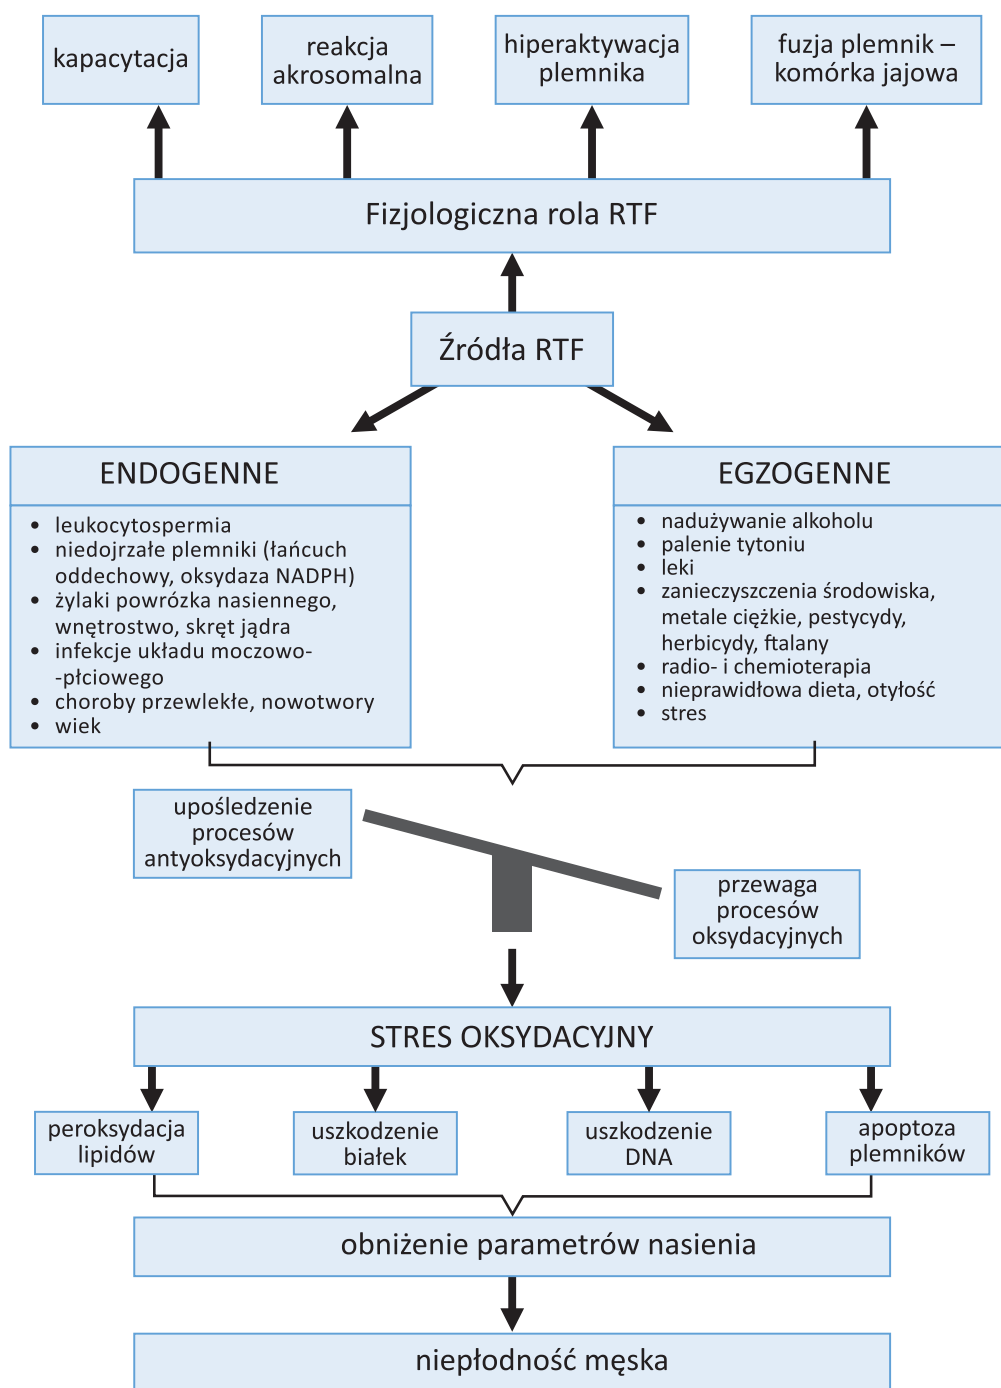 kapacytacja
reakcja
akrosomalna
hiperaktywacja
plemnika
fuzja plemnik –
komórka jajowa
Fizjologiczna rola RTF
Źródła RTF
ENDOGENNE
• leukocytospermia
• niedojrzałe plemniki (łańcuch
oddechowy, oksydaza NADPH)
• żylaki powrózka nasiennego,
wnętrostwo, skręt jądra
• infekcje układu moczowo-
-płciowego
• choroby przewlekłe, nowotwory
• wiek
EGZOGENNE
• nadużywanie alkoholu
• palenie tytoniu
• leki
• zanieczyszczenia środowiska,
metale ciężkie, pestycydy,
herbicydy, ftalany
• radio- i chemioterapia
• nieprawidłowa dieta, otyłość
• stres
upośledzenie
procesów
antyoksydacyjnych
przewaga
procesów
oksydacyjnych
STRES OKSYDACYJNY
peroksydacja
lipidów
uszkodzenie
białek
uszkodzenie
DNA
apoptoza
plemników
obniżenie parametrów nasienia
niepłodność męska